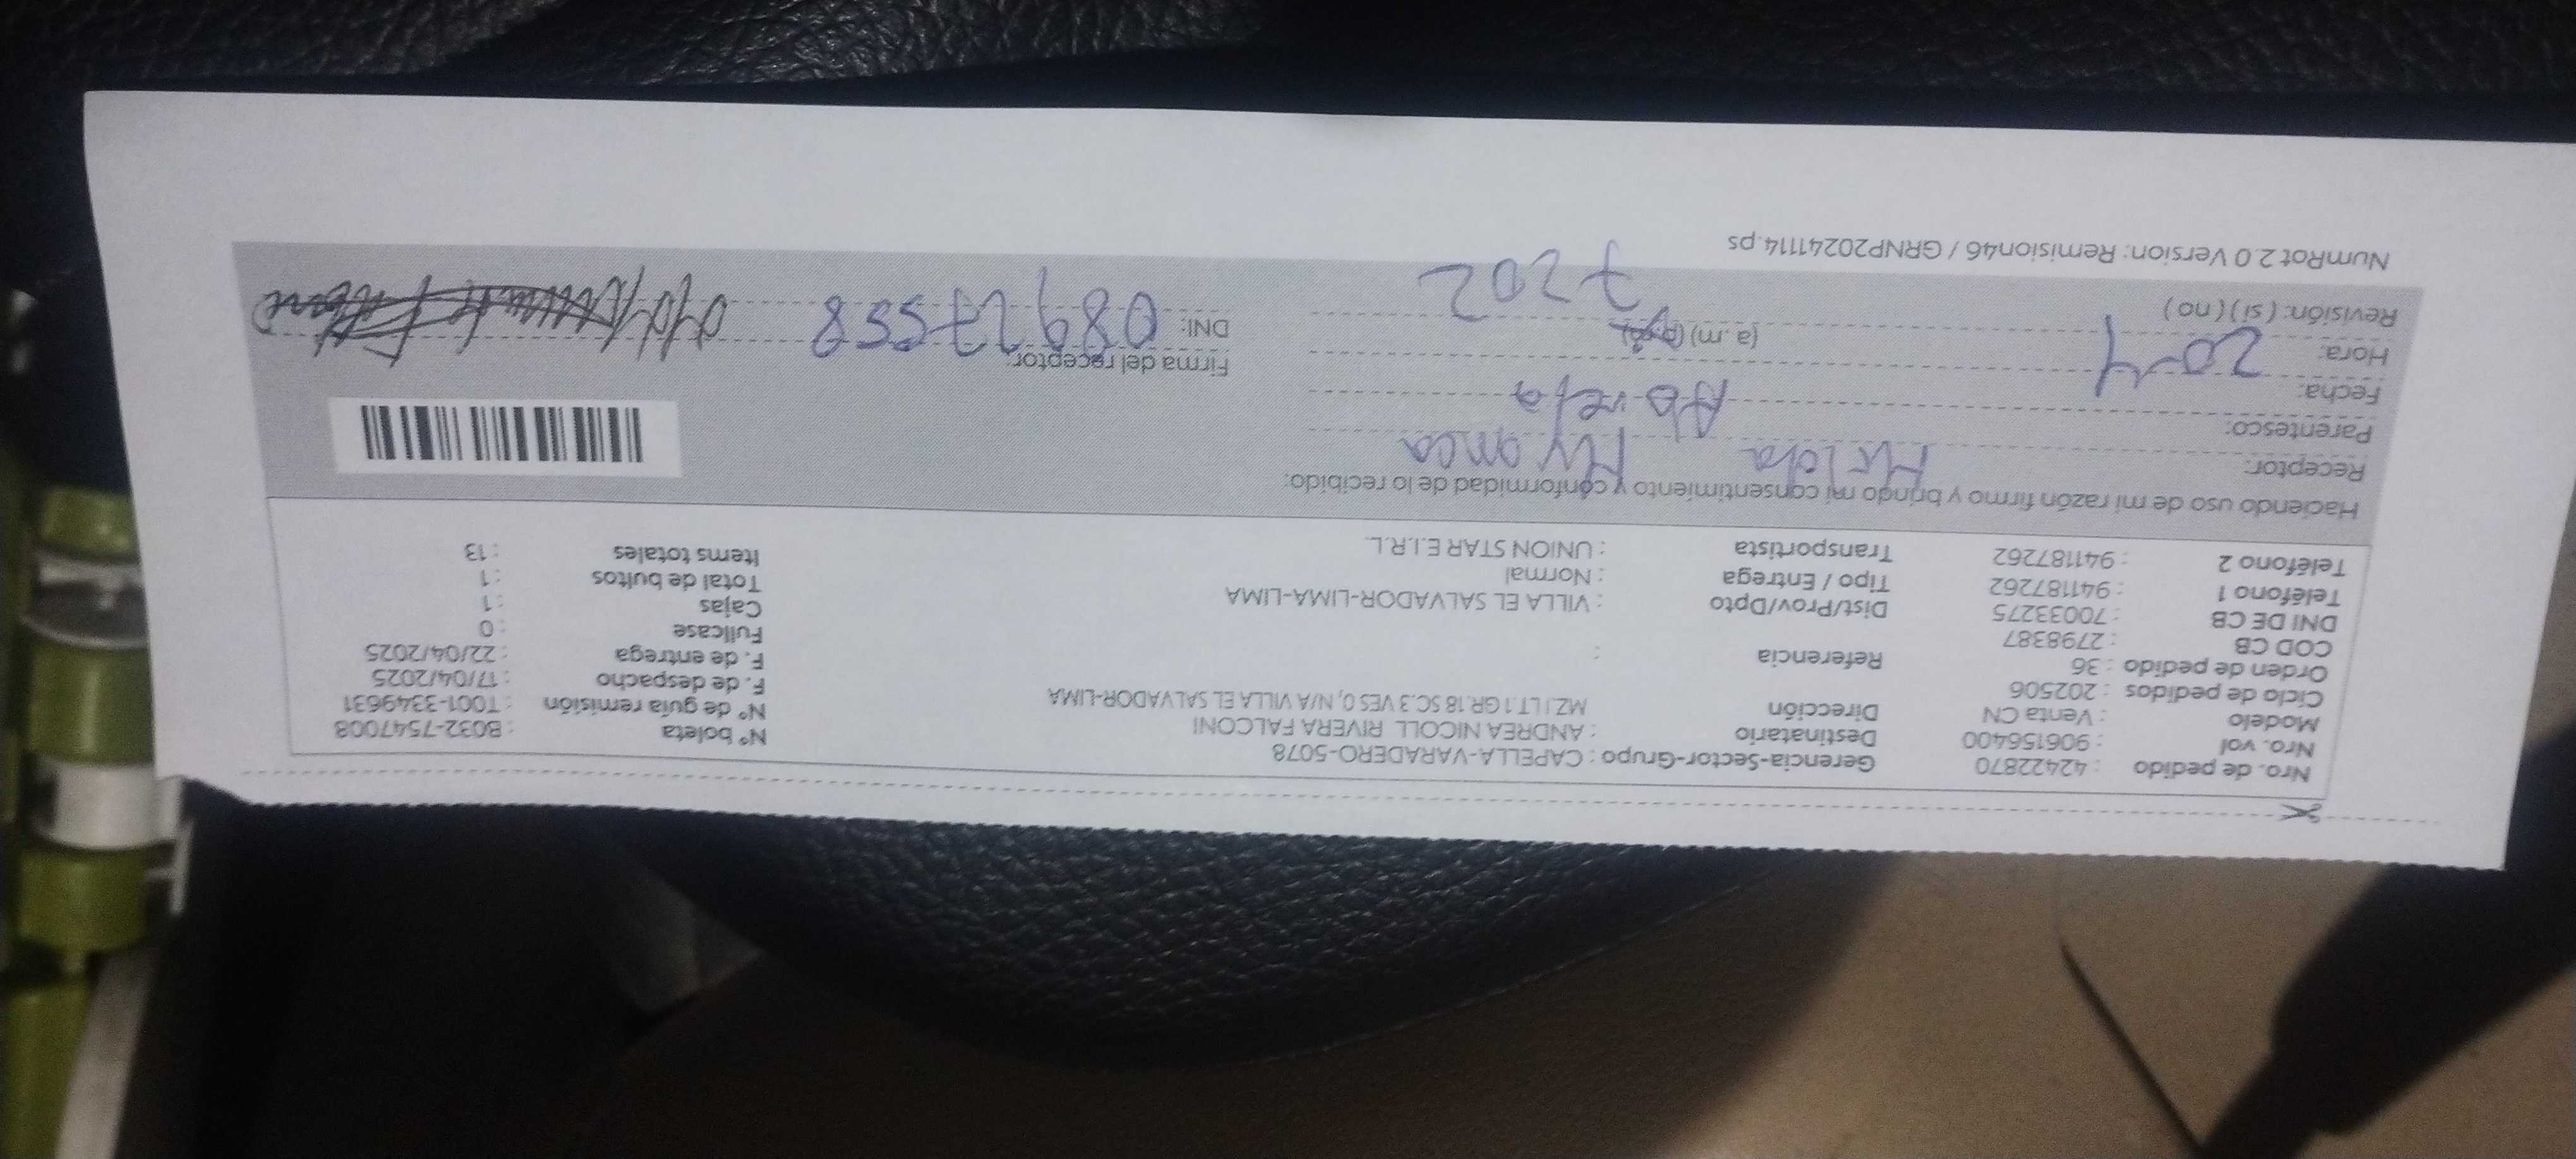 Nro. de pedido : 42422870 Gerencia-Sector-Grupo : CAPELLA-VARADERO-5078
Nro. vol : 906156400 Destinatario : ANDREA NICOLL RIVERA FALCONI Nº boleta : B032-7547008
Modelo : Venta CN Dirección MZ.I LT.1 GR.18 SC.3 VES 0, N/A VILLA EL SALVADOR-LIMA Nº de guía remisión : T001-3349631
Ciclo de pedidos : 202506 F. de despacho : 17/04/2025
Orden de pedido : 36 Referencia : F. de entrega : 22/04/2025
COD CB : 2798387 Fullcase : 0
DNI DE CB : 70033275 Dist/Prov/Dpto : VILLA EL SALVADOR-LIMA-LIMA Cajas : 1
Teléfono 1 : 941187262 Tipo / Entrega : Normal Total de bultos : 1
Teléfono 2 : 941187262 Transportista : UNION STAR E.I.R.L. Items totales : 13
Haciendo uso de mi razón firmo y brindo mi consentimiento y conformidad de lo recibido:
Receptor:
Parentesco:
Fecha: 20-4
Hora: (a.m) (p.m) Firma del receptor:
Revisión: (si) (no) 7202 DNI: 08927558
NumRot 2.0 Version: Remision46 / GRNP20241114.ps